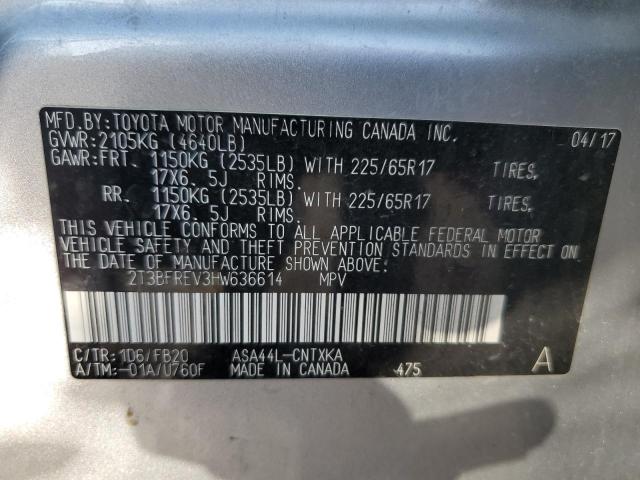 MFD.BY:TOYOTA MOTOR MANUFACTURING CANADA INC. 04/17
GVWR:2105KG (4640LB)
GAWR:FRT. 1150KG (2535LB) WITH 225/65R17 TIRES,
17X6. 5J RIMS.
RR. 1150KG (2535LB) WITH 225/65R17 TIRES,
17X6. 5J RIMS.
THIS VEHICLE CONFORMS TO ALL APPLICABLE FEDERAL MOTOR
VEHICLE SAFETY AND THEFT PREVENTION STANDARDS IN EFFECT ON
THE DATE OF MANUFACTURE SHOWN ABOVE.
2T3BFREV3HW636614 MPV
C/TR:1D6/FB20 ASA44L-CNTXKA
A/TM:-01A/U760F MADE IN CANADA 475 A